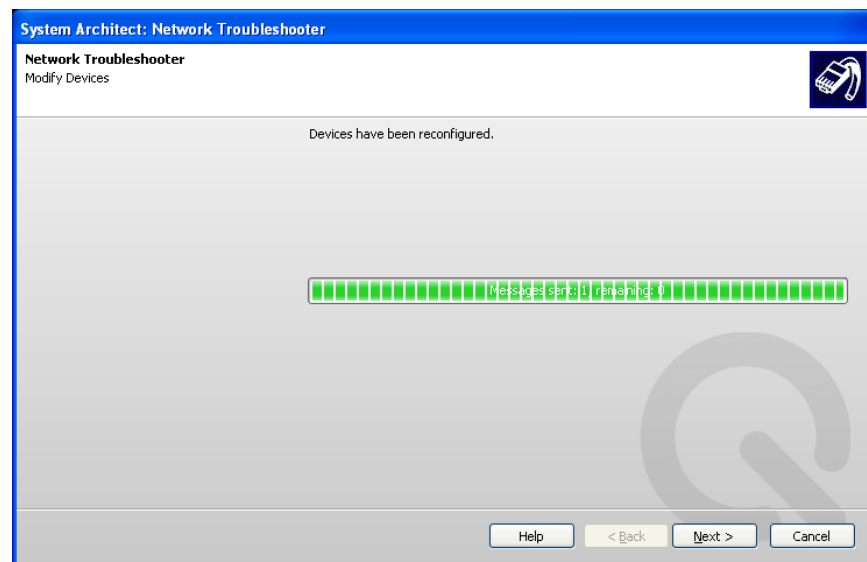 System Architect: Network Troubleshooter
Network Troubleshooter
Modify Devices
Devices have been reconfigured.
Messages sent: 1, remaining: 0
Help
< Back
Next >
Cancel